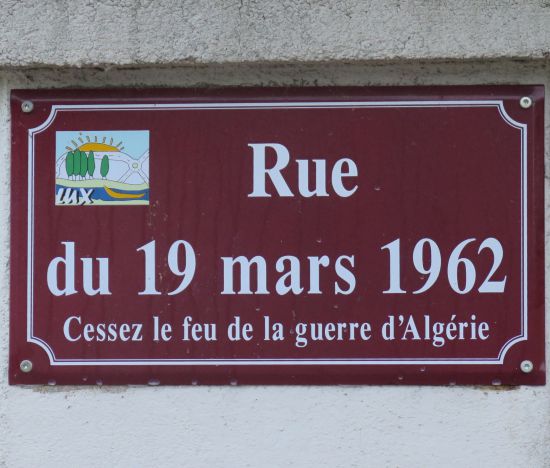 Rue
LUX
du 19 mars 1962
Cessez le feu de la guerre d'Algérie